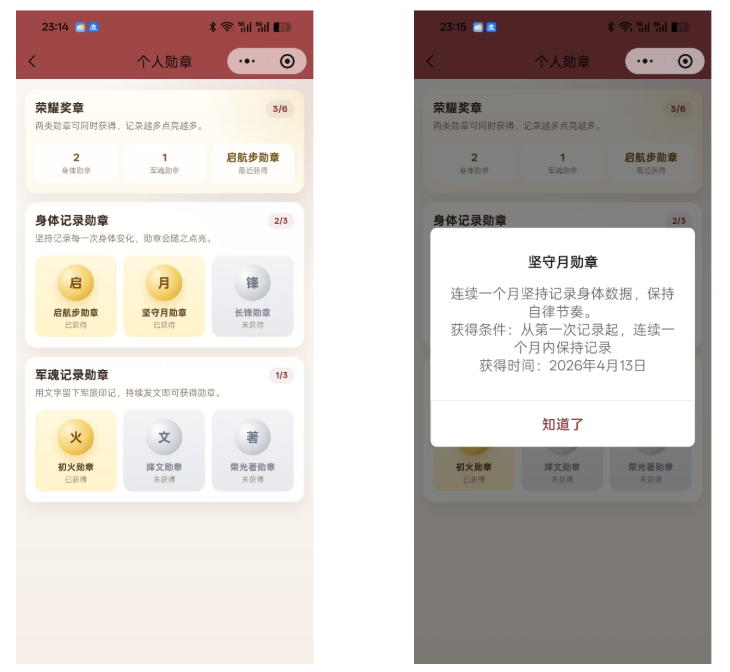 23:14
个人勋章
荣耀奖章
3/6
两类勋章可同时获得，记录越多点亮越多。
2
1
启航步勋章
身体勋章
军魂勋章
最近获得
身体记录勋章
2/3
坚持记录每一次身体变化，勋章会随之点亮。
启
月
锋
启航步勋章
坚守月勋章
长锋勋章
已获得
已获得
未获得
军魂记录勋章
1/3
用文字留下军旅印记，持续发文即可获得勋章。
火
文
著
初火勋章
烽文勋章
荣光著勋章
已获得
未获得
未获得
23:15
个人勋章
荣耀奖章
3/6
两类勋章可同时获得，记录越多点亮越多。
2
1
启航步勋章
身体勋章
军魂勋章
最近获得
身体记录勋章
2/3
坚守月勋章
连续一个月坚持记录身体数据，保持
自律节奏。
获得条件：从第一次记录起，连续一
个月内保持记录
获得时间：2026年4月13日
知道了
初火勋章
烽文勋章
荣光著勋章
已获得
未获得
未获得